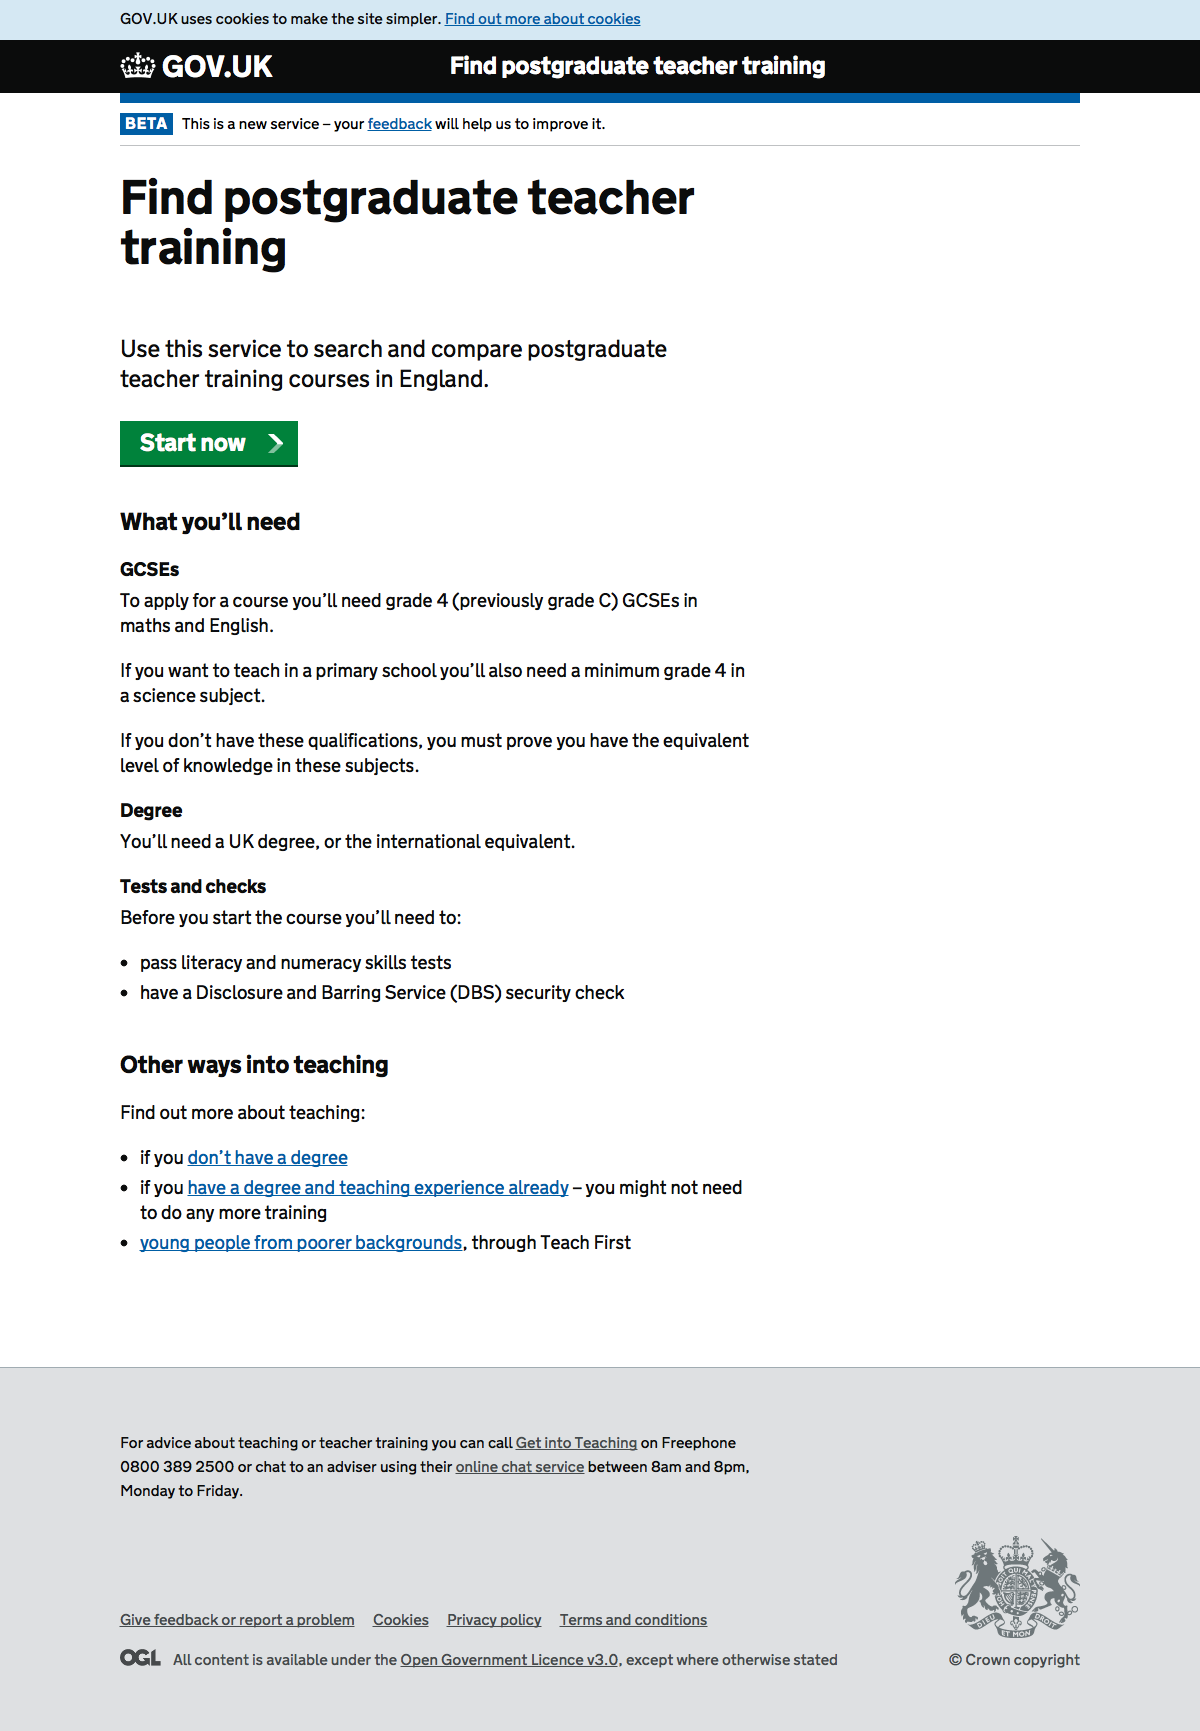 GOV.UK uses cookies to make the site simpler. Find out more about cookies
GOV.UK
Find postgraduate teacher training
BETA This is a new service – your feedback will help us to improve it.
Find postgraduate teacher
training
Use this service to search and compare postgraduate
teacher training courses in England.
Start now
What you’ll need
GCSEs
To apply for a course you’ll need grade 4 (previously grade C) GCSEs in
maths and English.
If you want to teach in a primary school you’ll also need a minimum grade 4 in
a science subject.
If you don’t have these qualifications, you must prove you have the equivalent
level of knowledge in these subjects.
Degree
You’ll need a UK degree, or the international equivalent.
Tests and checks
Before you start the course you’ll need to:
• pass literacy and numeracy skills tests
• have a Disclosure and Barring Service (DBS) security check
Other ways into teaching
Find out more about teaching:
• if you don’t have a degree
• if you have a degree and teaching experience already – you might not need
to do any more training
• young people from poorer backgrounds, through Teach First
For advice about teaching or teacher training you can call Get into Teaching on Freephone
0800 389 2500 or chat to an adviser using their online chat service between 8am and 8pm,
Monday to Friday.
DIEU ET MON DROIT
Give feedback or report a problem Cookies Privacy policy Terms and conditions
OGL All content is available under the Open Government Licence v3.0, except where otherwise stated
© Crown copyright